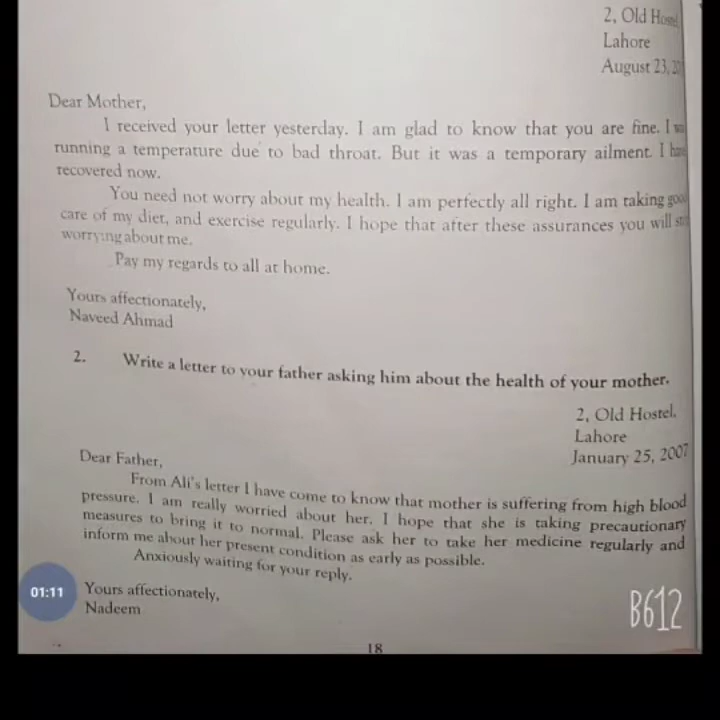 2, Old Hostel
Lahore
August 23, 20
Dear Mother,
I received your letter yesterday. I am glad to know that you are fine. I was
running a temperature due to bad throat. But it was a temporary ailment. I have
recovered now.
You need not worry about my health. I am perfectly all right. I am taking good
care of my diet, and exercise regularly. I hope that after these assurances you will stop
worrying about me.
Pay my regards to all at home.
Yours affectionately,
Naveed Ahmad
2. Write a letter to your father asking him about the health of your mother.
2, Old Hostel,
Lahore
January 25, 2007
Dear Father,
From Ali's letter I have come to know that mother is suffering from high blood
pressure. I am really worried about her. I hope that she is taking precautionary
measures to bring it to normal. Please ask her to take her medicine regularly and
inform me about her present condition as early as possible.
Anxiously waiting for your reply.
01:11
Yours affectionately,
Nadeem
B612
18